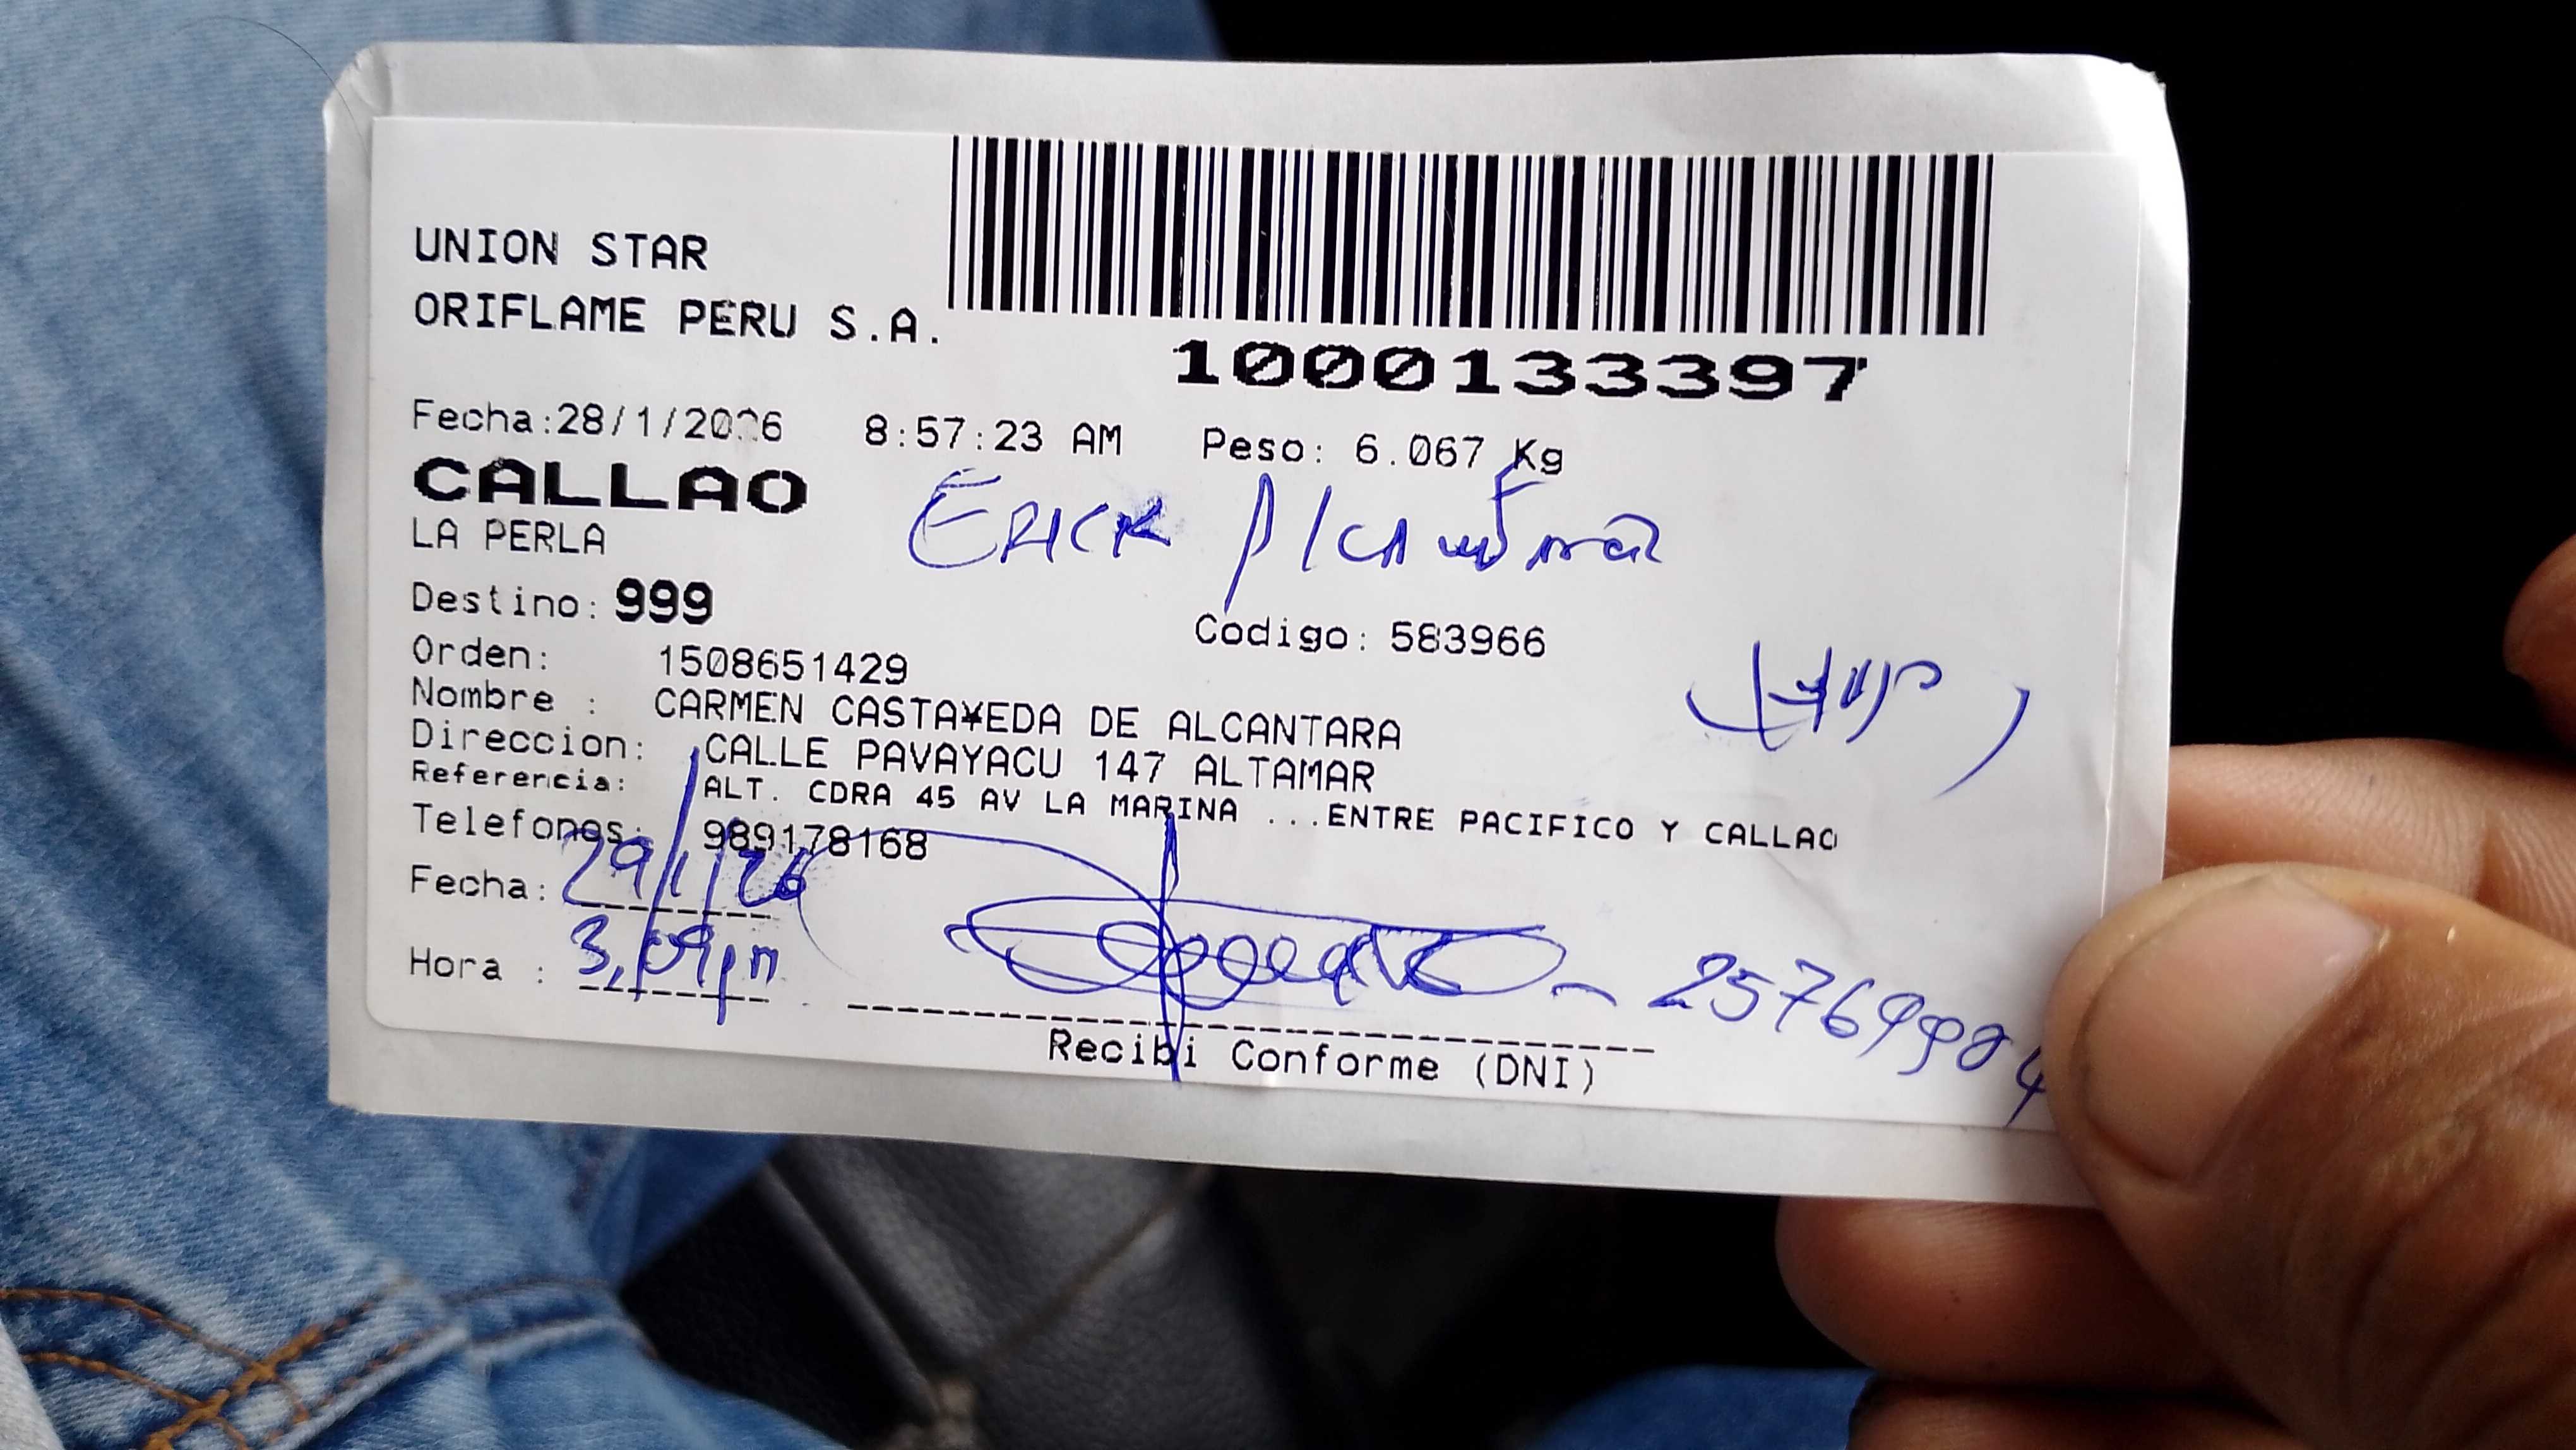 UNION STAR
ORIFLAME PERU S.A.
1000133397
Fecha:28/1/2026 8:57:23 AM Peso: 6.067 Kg
CALLAO
ERICK Alcantara
LA PERLA
Destino: 999
Codigo: 583966
Orden: 1508651429
Nombre : CARMEN CASTA¥EDA DE ALCANTARA
Direccion: CALLE PAVAYACU 147 ALTAMAR
Referencia: ALT. CDRA 45 AV LA MARINA ...ENTRE PACIFICO Y CALLAO
Telefonos: 989178168
Fecha: 29/1/26
Hora : 3,09pm
Recibi Conforme (DNI)